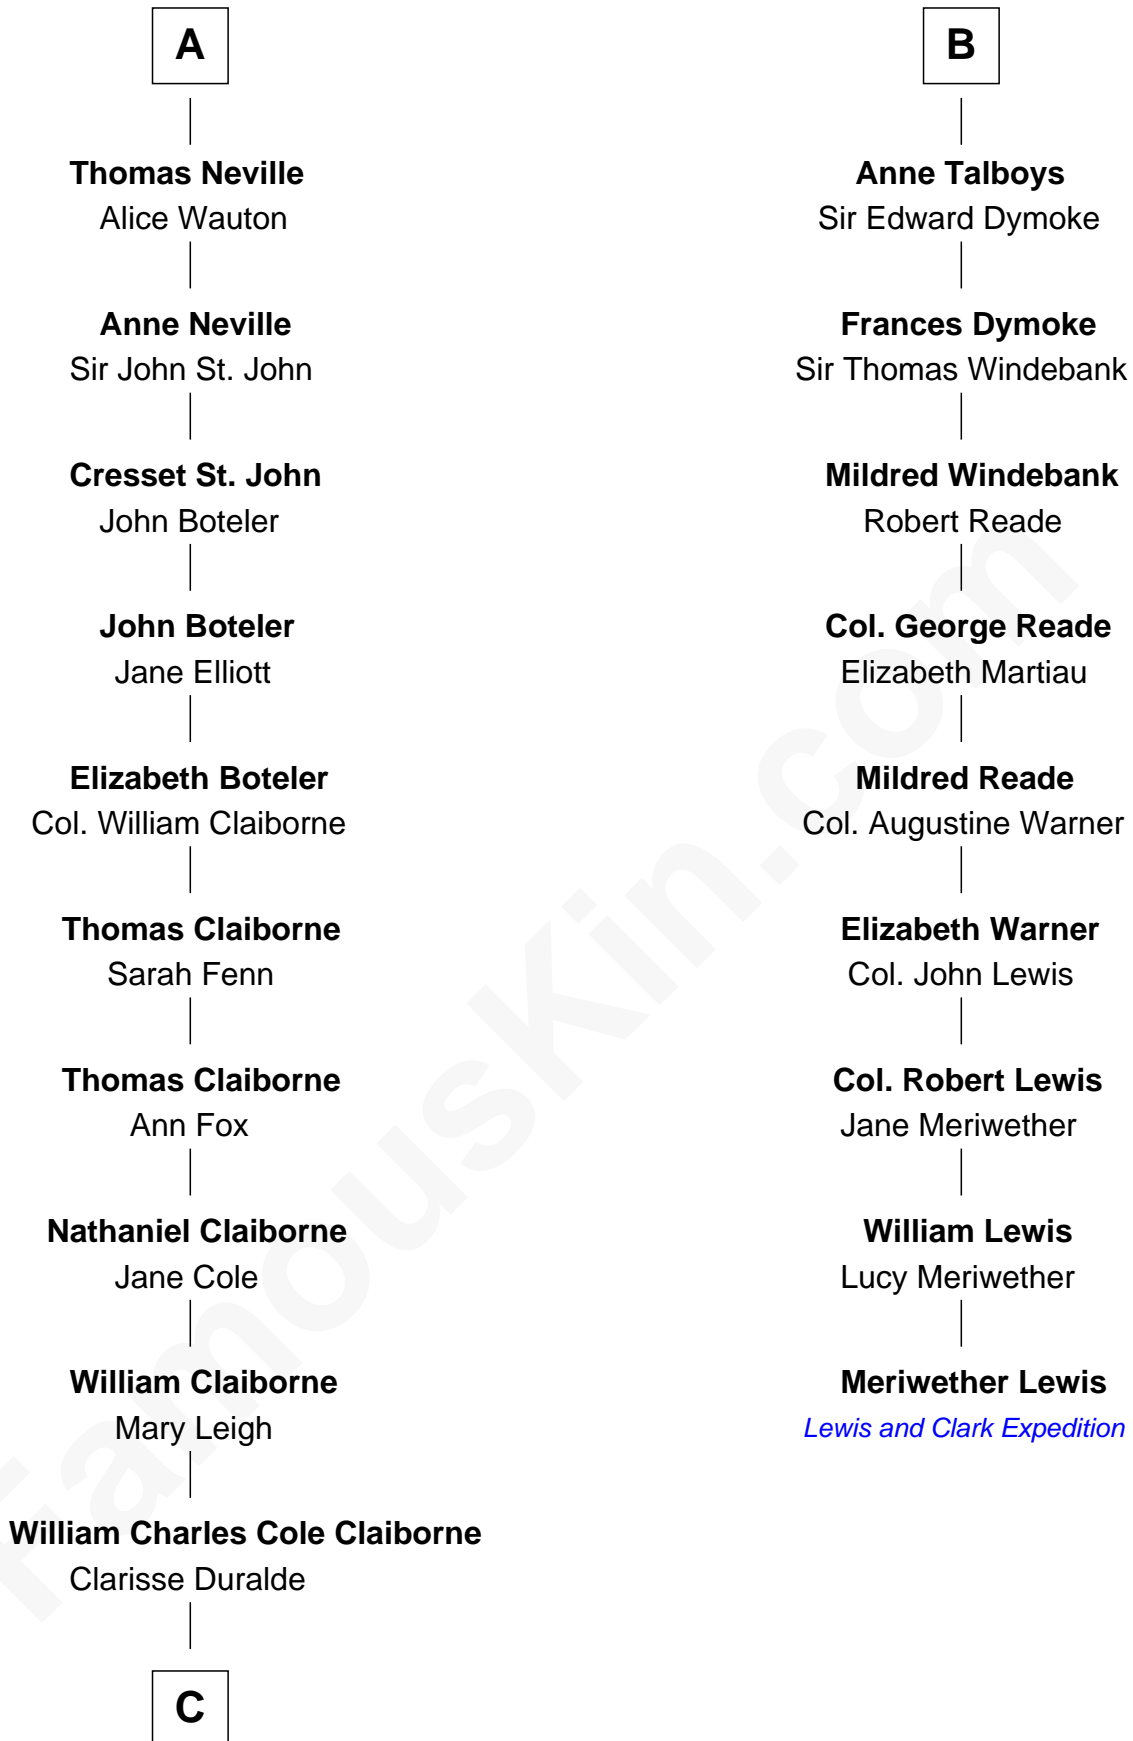 A
Thomas Neville
Alice Wauton
Anne Neville
Sir John St. John
Cresset St. John
John Boteler
John Boteler
Jane Elliott
Elizabeth Boteler
Col. William Claiborne
Thomas Claiborne
Sarah Fenn
Thomas Claiborne
Ann Fox
Nathaniel Claiborne
Jane Cole
William Claiborne
Mary Leigh
William Charles Cole Claiborne
Clarisse Duralde
C
B
Anne Talboys
Sir Edward Dymoke
Frances Dymoke
Sir Thomas Windebank
Mildred Windebank
Robert Reade
Col. George Reade
Elizabeth Martiau
Mildred Reade
Col. Augustine Warner
Elizabeth Warner
Col. John Lewis
Col. Robert Lewis
Jane Meriwether
William Lewis
Lucy Meriwether
Meriwether Lewis
Lewis and Clark Expedition
FamousKin.com